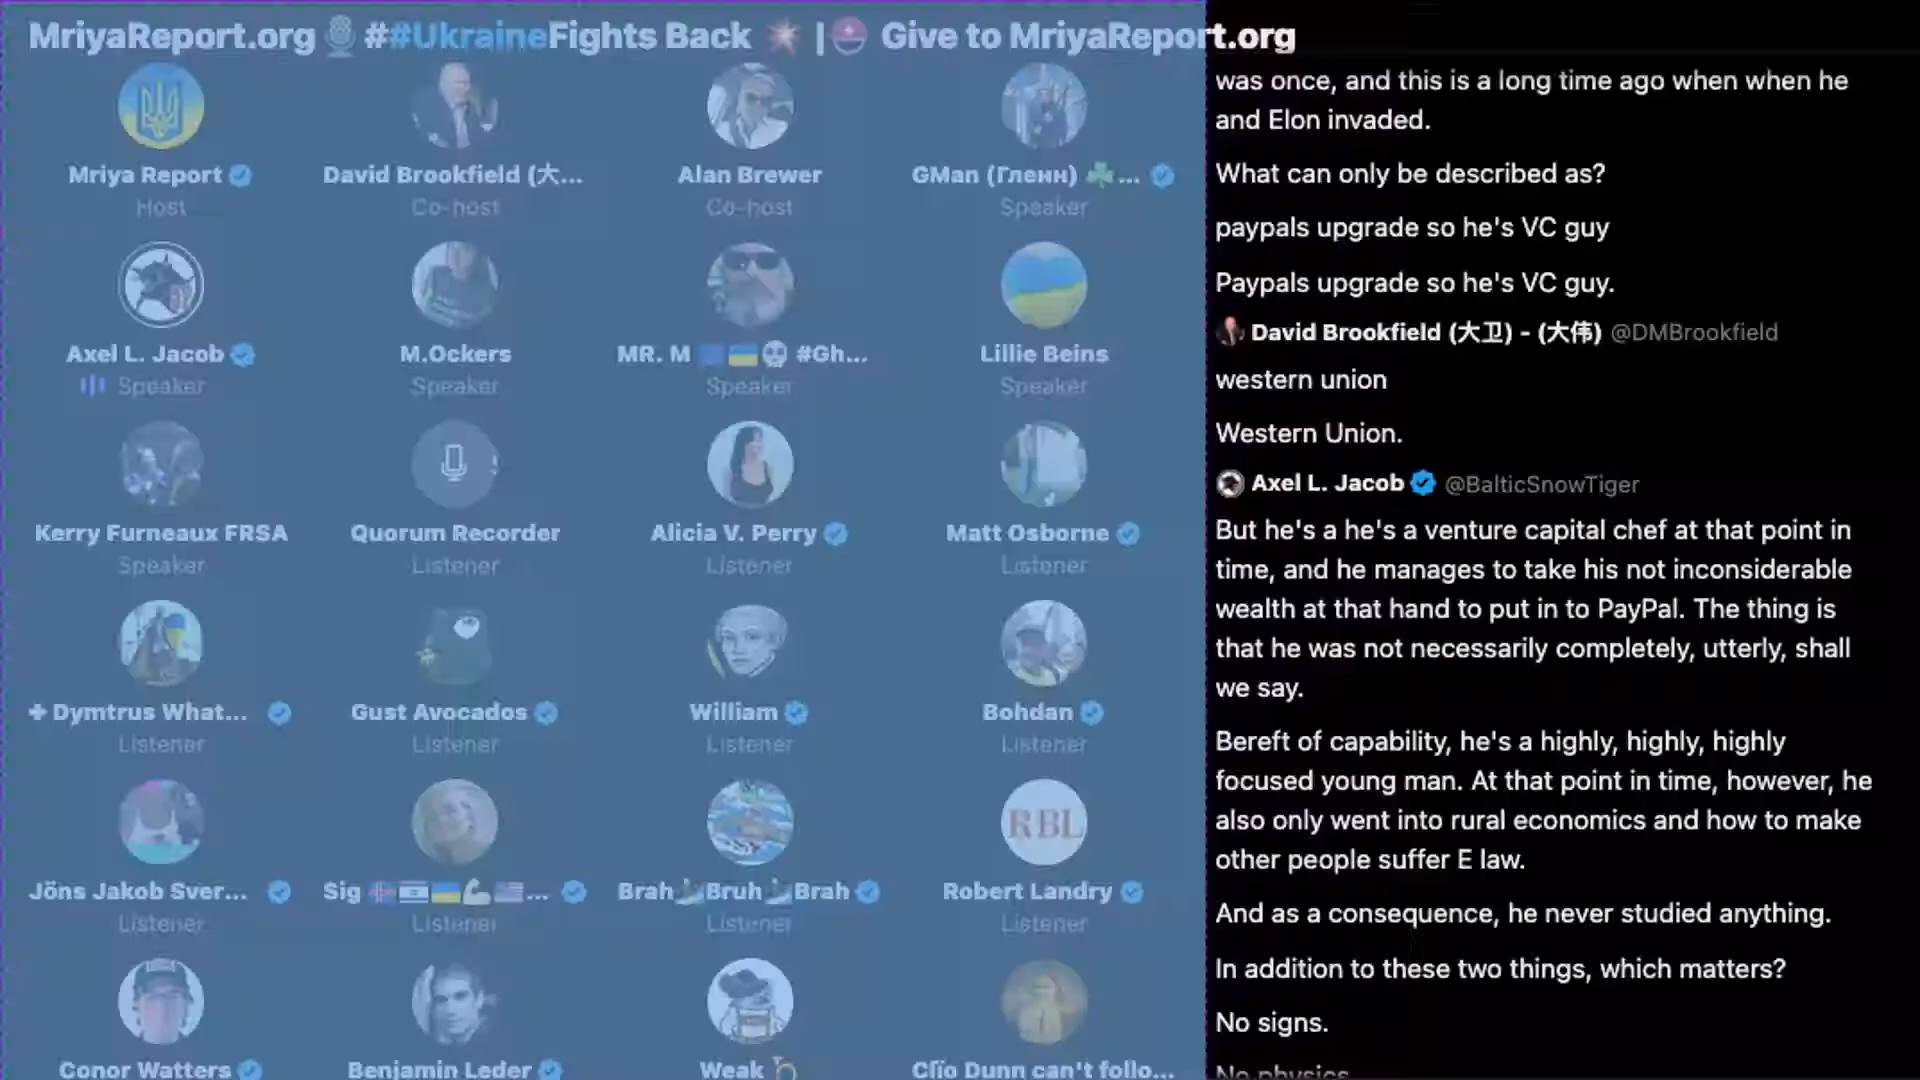 MriyaReport.org 🎙️ ##UkraineFights Back 💥 | ⛑️ Give to MriyaReport.org
Mriya Report
Host
David Brookfield (大...
Co-host
Alan Brewer
Co-host
GMan (Гленн) ☘️...
Speaker
Axel L. Jacob
Speaker
M.Ockers
Speaker
MR. M 🇪🇺🇺🇦💀 #Gh...
Speaker
Lillie Beins
Speaker
Kerry Furneaux FRSA
Speaker
Quorum Recorder
Listener
Alicia V. Perry
Listener
Matt Osborne
Listener
✚ Dymtrus What...
Listener
Gust Avocados
Listener
William
Listener
Bohdan
Listener
Jöns Jakob Sver...
Listener
Sig 🇮🇸🇮🇱🇺🇦💪🇺🇸...
Listener
Brah Bruh Brah
Listener
RBL
Robert Landry
Listener
Conor Watters
Benjamin Leder
Weak
Clio Dunn can't follo...
was once, and this is a long time ago when when he
and Elon invaded.
What can only be described as?
paypals upgrade so he's VC guy
Paypals upgrade so he's VC guy.
David Brookfield (大卫) - (大伟) @DMBrookfield
western union
Western Union.
Axel L. Jacob @BalticSnowTiger
But he's a he's a venture capital chef at that point in
time, and he manages to take his not inconsiderable
wealth at that hand to put in to PayPal. The thing is
that he was not necessarily completely, utterly, shall
we say.
Bereft of capability, he's a highly, highly, highly
focused young man. At that point in time, however, he
also only went into rural economics and how to make
other people suffer E law.
And as a consequence, he never studied anything.
In addition to these two things, which matters?
No signs.
No physics